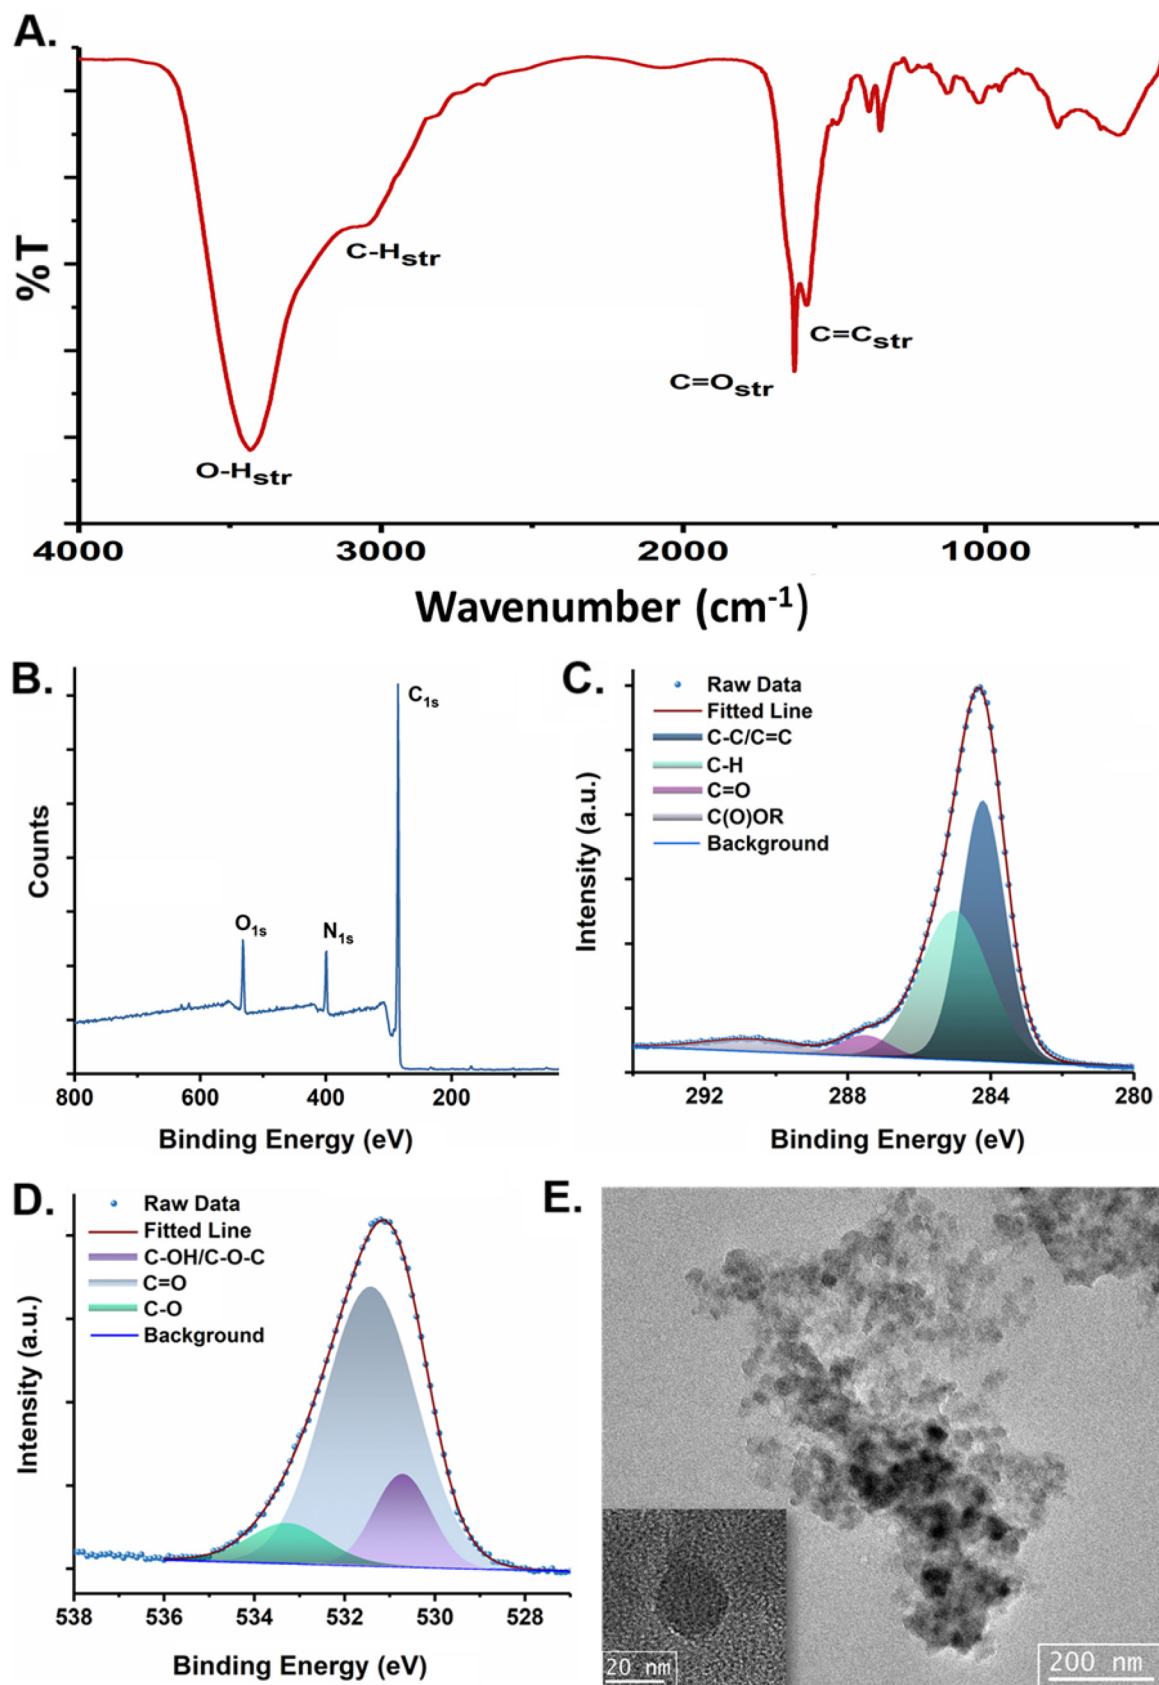 A.
%T
C-Hstr
C=Cstr
C=Ostr
O-Hstr
4000 3000 2000 1000
Wavenumber (cm-1)
B.
C1s
O1s
N1s
Counts
800 600 400 200
Binding Energy (eV)
C.
Raw Data
Fitted Line
C-C/C=C
C-H
C=O
C(O)OR
Background
Intensity (a.u.)
292 288 284 280
Binding Energy (eV)
D.
Raw Data
Fitted Line
C-OH/C-O-C
C=O
C-O
Background
Intensity (a.u.)
538 536 534 532 530 528
Binding Energy (eV)
E.
20 nm
200 nm